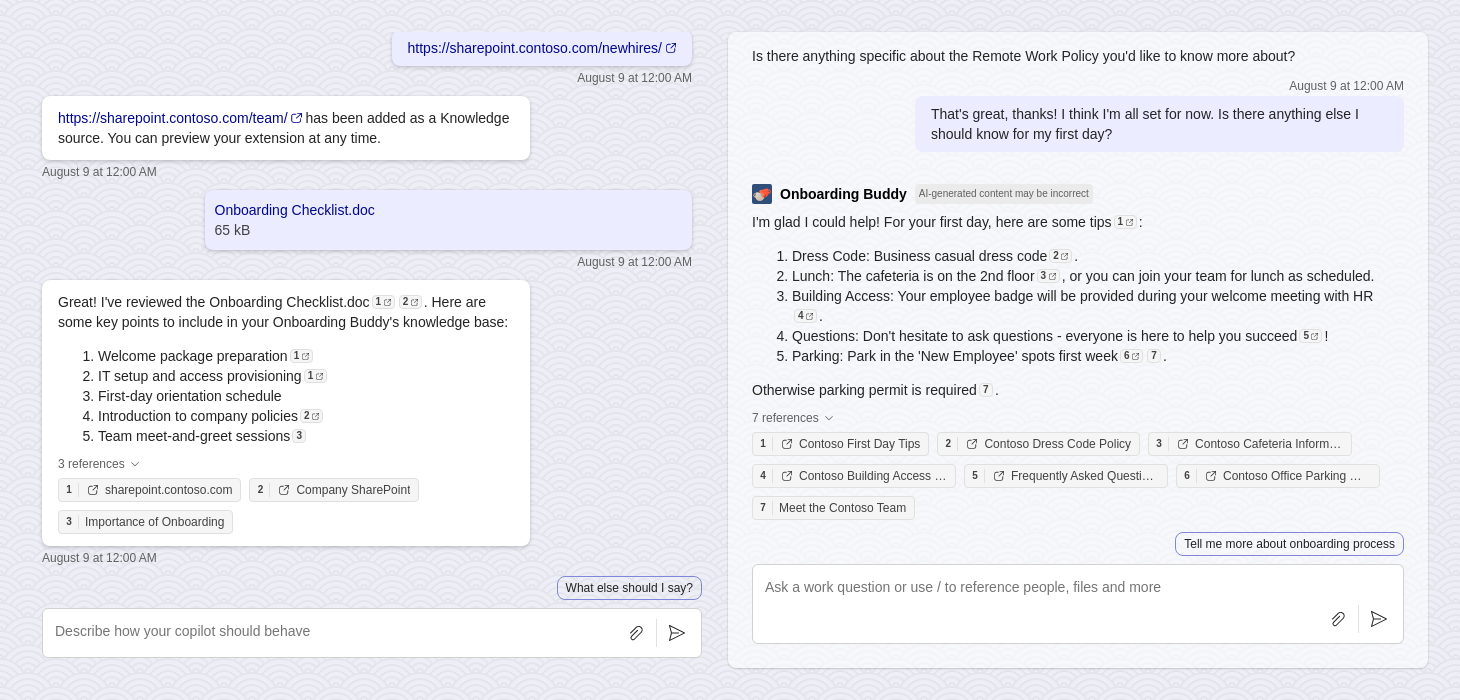 https://sharepoint.contoso.com/newhires/
August 9 at 12:00 AM
https://sharepoint.contoso.com/team/ has been added as a Knowledge
source. You can preview your extension at any time.
August 9 at 12:00 AM
Onboarding Checklist.doc
65 kB
August 9 at 12:00 AM
Great! I've reviewed the Onboarding Checklist.doc 1 2 . Here are
some key points to include in your Onboarding Buddy's knowledge base:
1. Welcome package preparation 1
2. IT setup and access provisioning 1
3. First-day orientation schedule
4. Introduction to company policies 2
5. Team meet-and-greet sessions 3
3 references
1 sharepoint.contoso.com 2 Company SharePoint
3 Importance of Onboarding
August 9 at 12:00 AM
What else should I say?
Describe how your copilot should behave
Is there anything specific about the Remote Work Policy you'd like to know more about?
August 9 at 12:00 AM
That's great, thanks! I think I'm all set for now. Is there anything else I
should know for my first day?
Onboarding Buddy AI-generated content may be incorrect
I'm glad I could help! For your first day, here are some tips 1 :
1. Dress Code: Business casual dress code 2 .
2. Lunch: The cafeteria is on the 2nd floor 3 , or you can join your team for lunch as scheduled.
3. Building Access: Your employee badge will be provided during your welcome meeting with HR
4 .
4. Questions: Don't hesitate to ask questions - everyone is here to help you succeed 5 !
5. Parking: Park in the 'New Employee' spots first week 6 7 .
Otherwise parking permit is required 7 .
7 references
1 Contoso First Day Tips 2 Contoso Dress Code Policy 3 Contoso Cafeteria Inform…
4 Contoso Building Access … 5 Frequently Asked Questi… 6 Contoso Office Parking …
7 Meet the Contoso Team
Tell me more about onboarding process
Ask a work question or use / to reference people, files and more